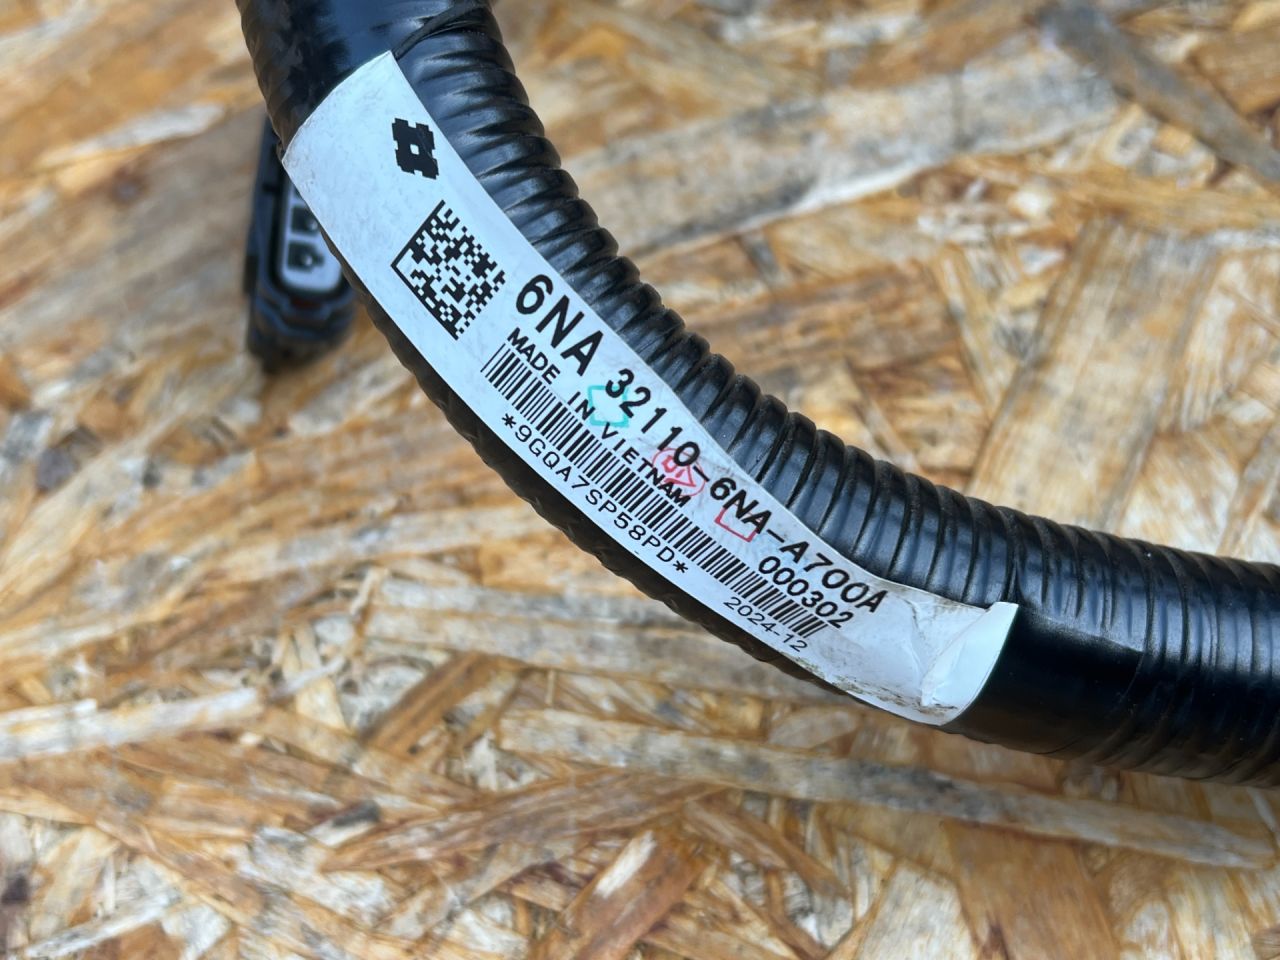 6NA 32110-6NA-A700A
MADE IN VIETNAM 000302
*9GQA7SP58PD*
2024-12